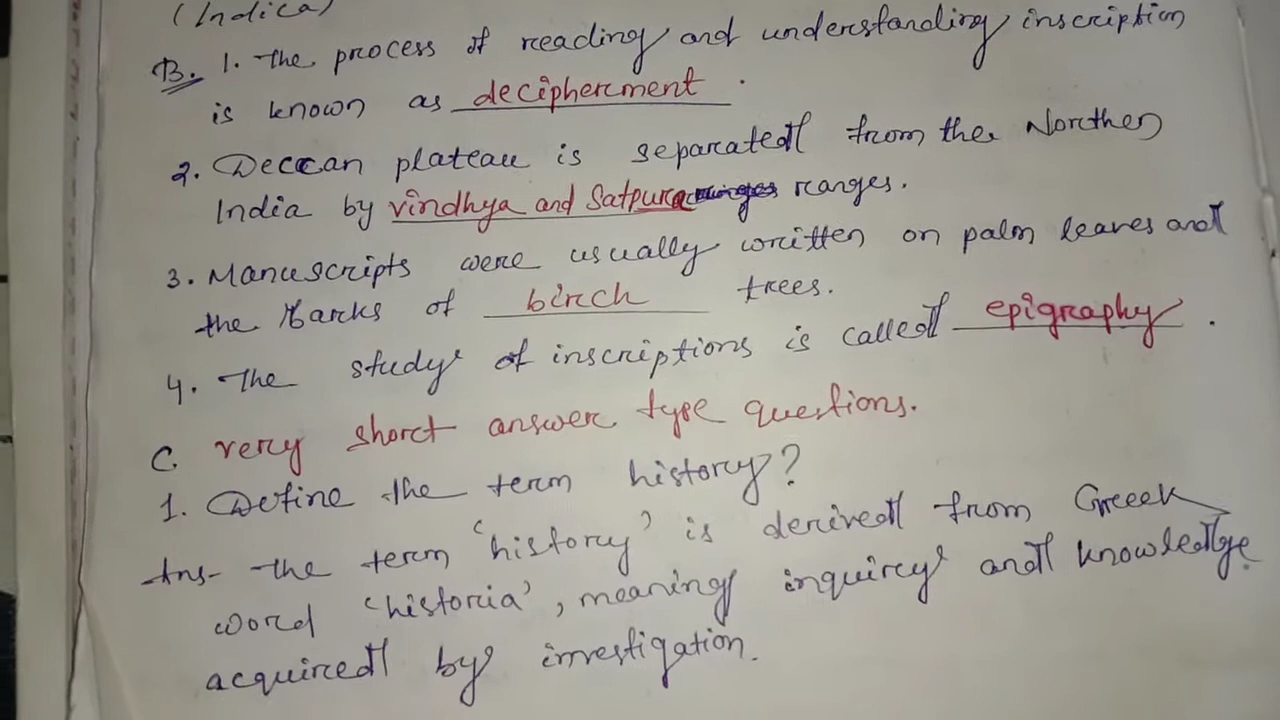 (Indica)
B. 1. The process of reading and understanding inscription
is known as decipherment.
2. Deccan plateau is separated from the Northen
India by vindhya and Satpura ranges.
3. Manuscripts were usually written on palm leaves and
the barks of birch trees.
4. The study of inscriptions is called epigraphy.
C. very short answer type questions.
1. Define the term history?
Ans- The term 'history' is derived from Greek
word 'historia', meaning inquiry and knowledge
acquired by investigation.